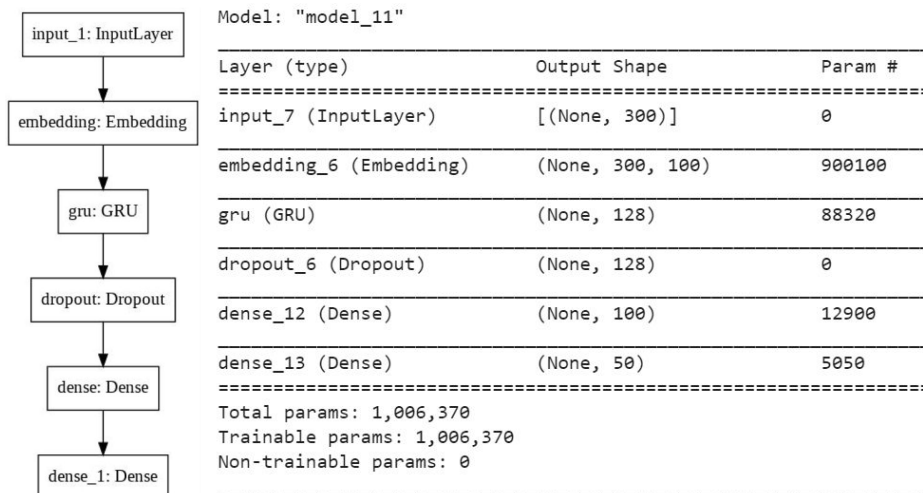 input_1: InputLayer
embedding: Embedding
gru: GRU
dropout: Dropout
dense: Dense
dense_1: Dense
Model: "model_11"
Layer (type) Output Shape Param #
input_7 (InputLayer) [(None, 300)] 0
embedding_6 (Embedding) (None, 300, 100) 900100
gru (GRU) (None, 128) 88320
dropout_6 (Dropout) (None, 128) 0
dense_12 (Dense) (None, 100) 12900
dense_13 (Dense) (None, 50) 5050
Total params: 1,006,370
Trainable params: 1,006,370
Non-trainable params: 0